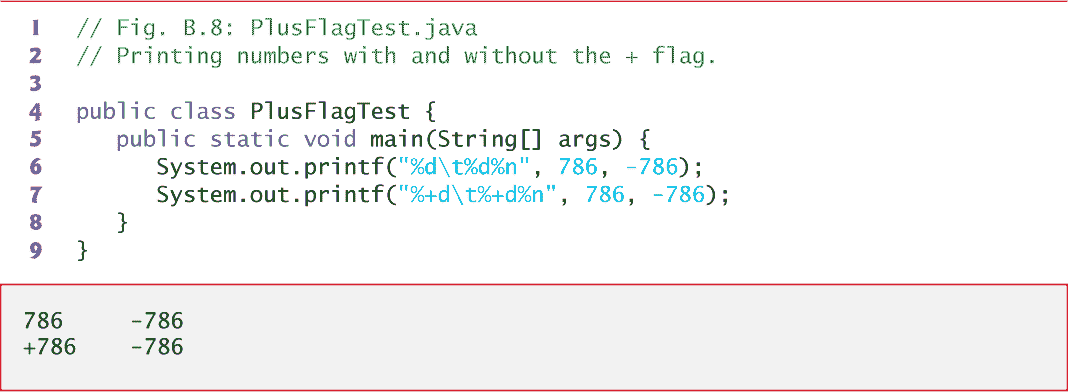 1 // Fig. B.8: PlusFlagTest.java
2 // Printing numbers with and without the + flag.
3
4 public class PlusFlagTest {
5    public static void main(String[] args) {
6       System.out.printf("%d\t%d%n", 786, -786);
7       System.out.printf("%+d\t%+d%n", 786, -786);
8    }
9 }
786     -786
+786    -786